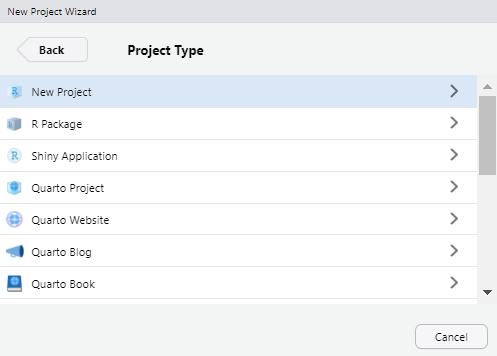 New Project Wizard
Back
Project Type
New Project
R Package
Shiny Application
Quarto Project
Quarto Website
Quarto Blog
Quarto Book
Cancel